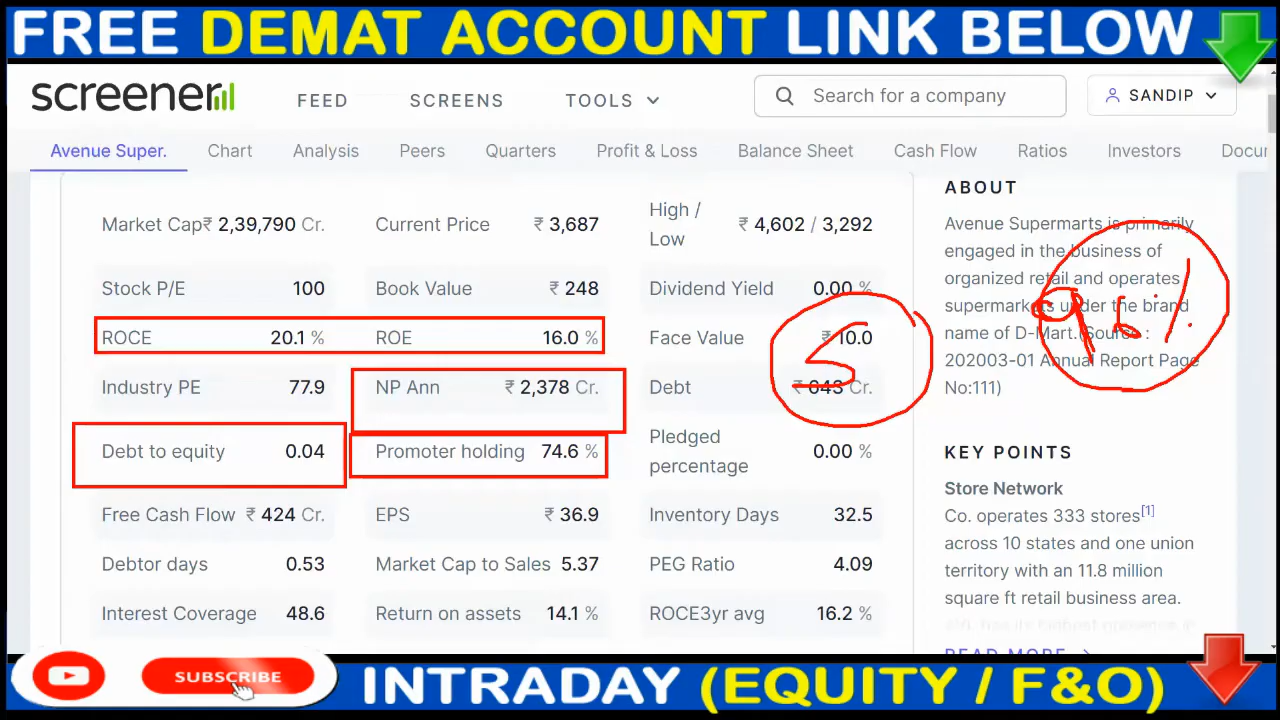 FREE DEMAT ACCOUNT LINK BELOW
screener FEED SCREENS TOOLS Search for a company SANDIP
Avenue Super. Chart Analysis Peers Quarters Profit & Loss Balance Sheet Cash Flow Ratios Investors Docu
Market Cap ₹ 2,39,790 Cr. Current Price ₹ 3,687 High / Low ₹ 4,602 / 3,292
Stock P/E 100 Book Value ₹ 248 Dividend Yield 0.00 %
ROCE 20.1 % ROE 16.0 % Face Value ₹ 10.0
Industry PE 77.9 NP Ann ₹ 2,378 Cr. Debt ₹ 643 Cr.
Debt to equity 0.04 Promoter holding 74.6 % Pledged percentage 0.00 %
Free Cash Flow ₹ 424 Cr. EPS ₹ 36.9 Inventory Days 32.5
Debtor days 0.53 Market Cap to Sales 5.37 PEG Ratio 4.09
Interest Coverage 48.6 Return on assets 14.1 % ROCE3yr avg 16.2 %
5
96%
ABOUT
Avenue Supermarts is primarily
engaged in the business of
organized retail and operates
supermarkets under the brand
name of D-Mart.(Source :
202003-01 Annual Report Page
No:111)
KEY POINTS
Store Network
Co. operates 333 stores[1]
across 10 states and one union
territory with an 11.8 million
square ft retail business area.
READ MORE
SUBSCRIBE
INTRADAY (EQUITY / F&O)